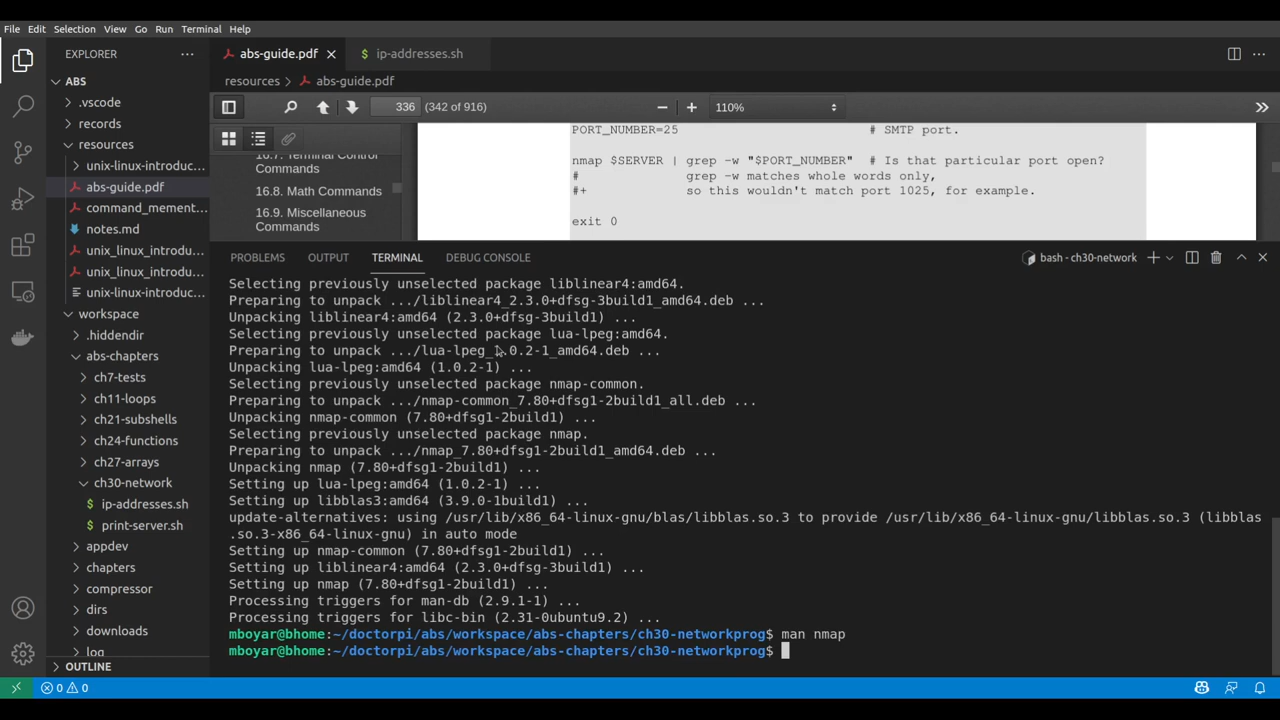 File Edit Selection View Go Run Terminal Help
EXPLORER ···
abs-guide.pdf
$ ip-addresses.sh
ABS
.vscode
records
resources
unix-linux-introduc...
abs-guide.pdf
command_mement...
notes.md
unix_linux_introdu...
unix_linux_introdu...
unix-linux-introduc...
workspace
.hiddendir
abs-chapters
ch7-tests
ch11-loops
ch21-subshells
ch24-functions
ch27-arrays
ch30-network
$ ip-addresses.sh
$ print-server.sh
appdev
chapters
compressor
dirs
downloads
log
OUTLINE
resources > abs-guide.pdf
336 (342 of 916) 110%
16.7. Terminal Control
Commands
16.8. Math Commands
16.9. Miscellaneous
Commands
PORT_NUMBER=25 # SMTP port.
nmap $SERVER | grep -w "$PORT_NUMBER" # Is that particular port open?
# grep -w matches whole words only,
#+ so this wouldn't match port 1025, for example.
exit 0
PROBLEMS OUTPUT TERMINAL DEBUG CONSOLE
bash - ch30-network
Selecting previously unselected package liblinear4:amd64.
Preparing to unpack .../liblinear4_2.3.0+dfsg-3build1_amd64.deb ...
Unpacking liblinear4:amd64 (2.3.0+dfsg-3build1) ...
Selecting previously unselected package lua-lpeg:amd64.
Preparing to unpack .../lua-lpeg_1.0.2-1_amd64.deb ...
Unpacking lua-lpeg:amd64 (1.0.2-1) ...
Selecting previously unselected package nmap-common.
Preparing to unpack .../nmap-common_7.80+dfsg1-2build1_all.deb ...
Unpacking nmap-common (7.80+dfsg1-2build1) ...
Selecting previously unselected package nmap.
Preparing to unpack .../nmap_7.80+dfsg1-2build1_amd64.deb ...
Unpacking nmap (7.80+dfsg1-2build1) ...
Setting up lua-lpeg:amd64 (1.0.2-1) ...
Setting up libblas3:amd64 (3.9.0-1build1) ...
update-alternatives: using /usr/lib/x86_64-linux-gnu/blas/libblas.so.3 to provide /usr/lib/x86_64-linux-gnu/libblas.so.3 (libblas
.so.3-x86_64-linux-gnu) in auto mode
Setting up nmap-common (7.80+dfsg1-2build1) ...
Setting up liblinear4:amd64 (2.3.0+dfsg-3build1) ...
Setting up nmap (7.80+dfsg1-2build1) ...
Processing triggers for man-db (2.9.1-1) ...
Processing triggers for libc-bin (2.31-0ubuntu9.2) ...
mboyar@bhome:~/doctorpi/abs/workspace/abs-chapters/ch30-networkprog$ man nmap
mboyar@bhome:~/doctorpi/abs/workspace/abs-chapters/ch30-networkprog$
0 0